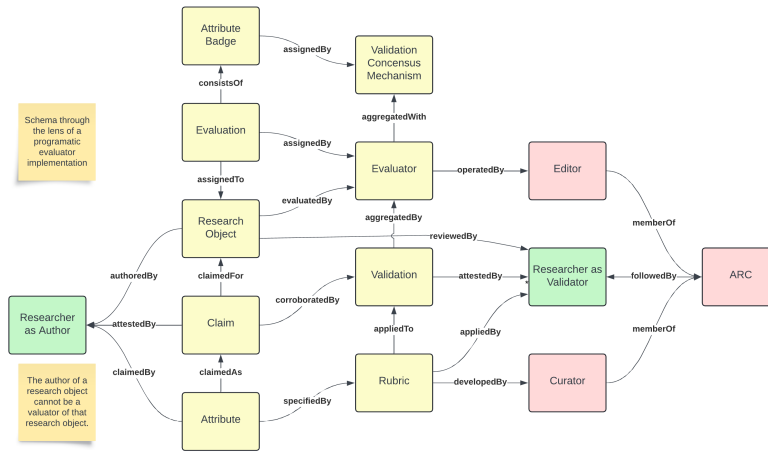 Attribute
Badge
assignedBy
Validation
Concensus
Mechanism
consistsOf
aggregatedWith
Schema through
the lens of a
programatic
evaluator
implementation
Evaluation
assignedBy
Evaluator
operatedBy
Editor
assignedTo
evaluatedBy
aggregatedBy
memberOf
Research
Object
reviewedBy
authoredBy
claimedFor
corroboratedBy
Validation
attestedBy
Researcher as
Validator
followedBy
ARC
Researcher
as Author
attestedBy
Claim
appliedTo
appliedBy
memberOf
claimedBy
claimedAs
The author of a
research object
cannot be a
valuator of that
research object.
Attribute
specifiedBy
Rubric
developedBy
Curator